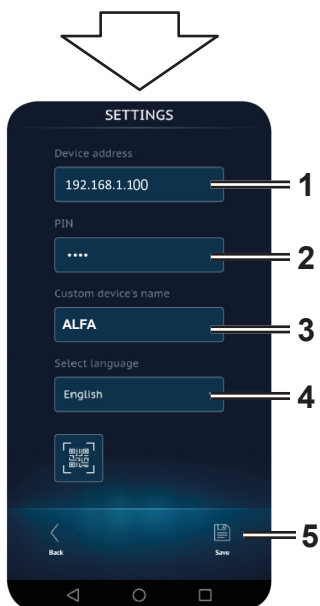 SETTINGS
Device address
192.168.1.100
1
PIN
••••
2
Custom device's name
ALFA
3
Select language
English
4
Back
Save
5